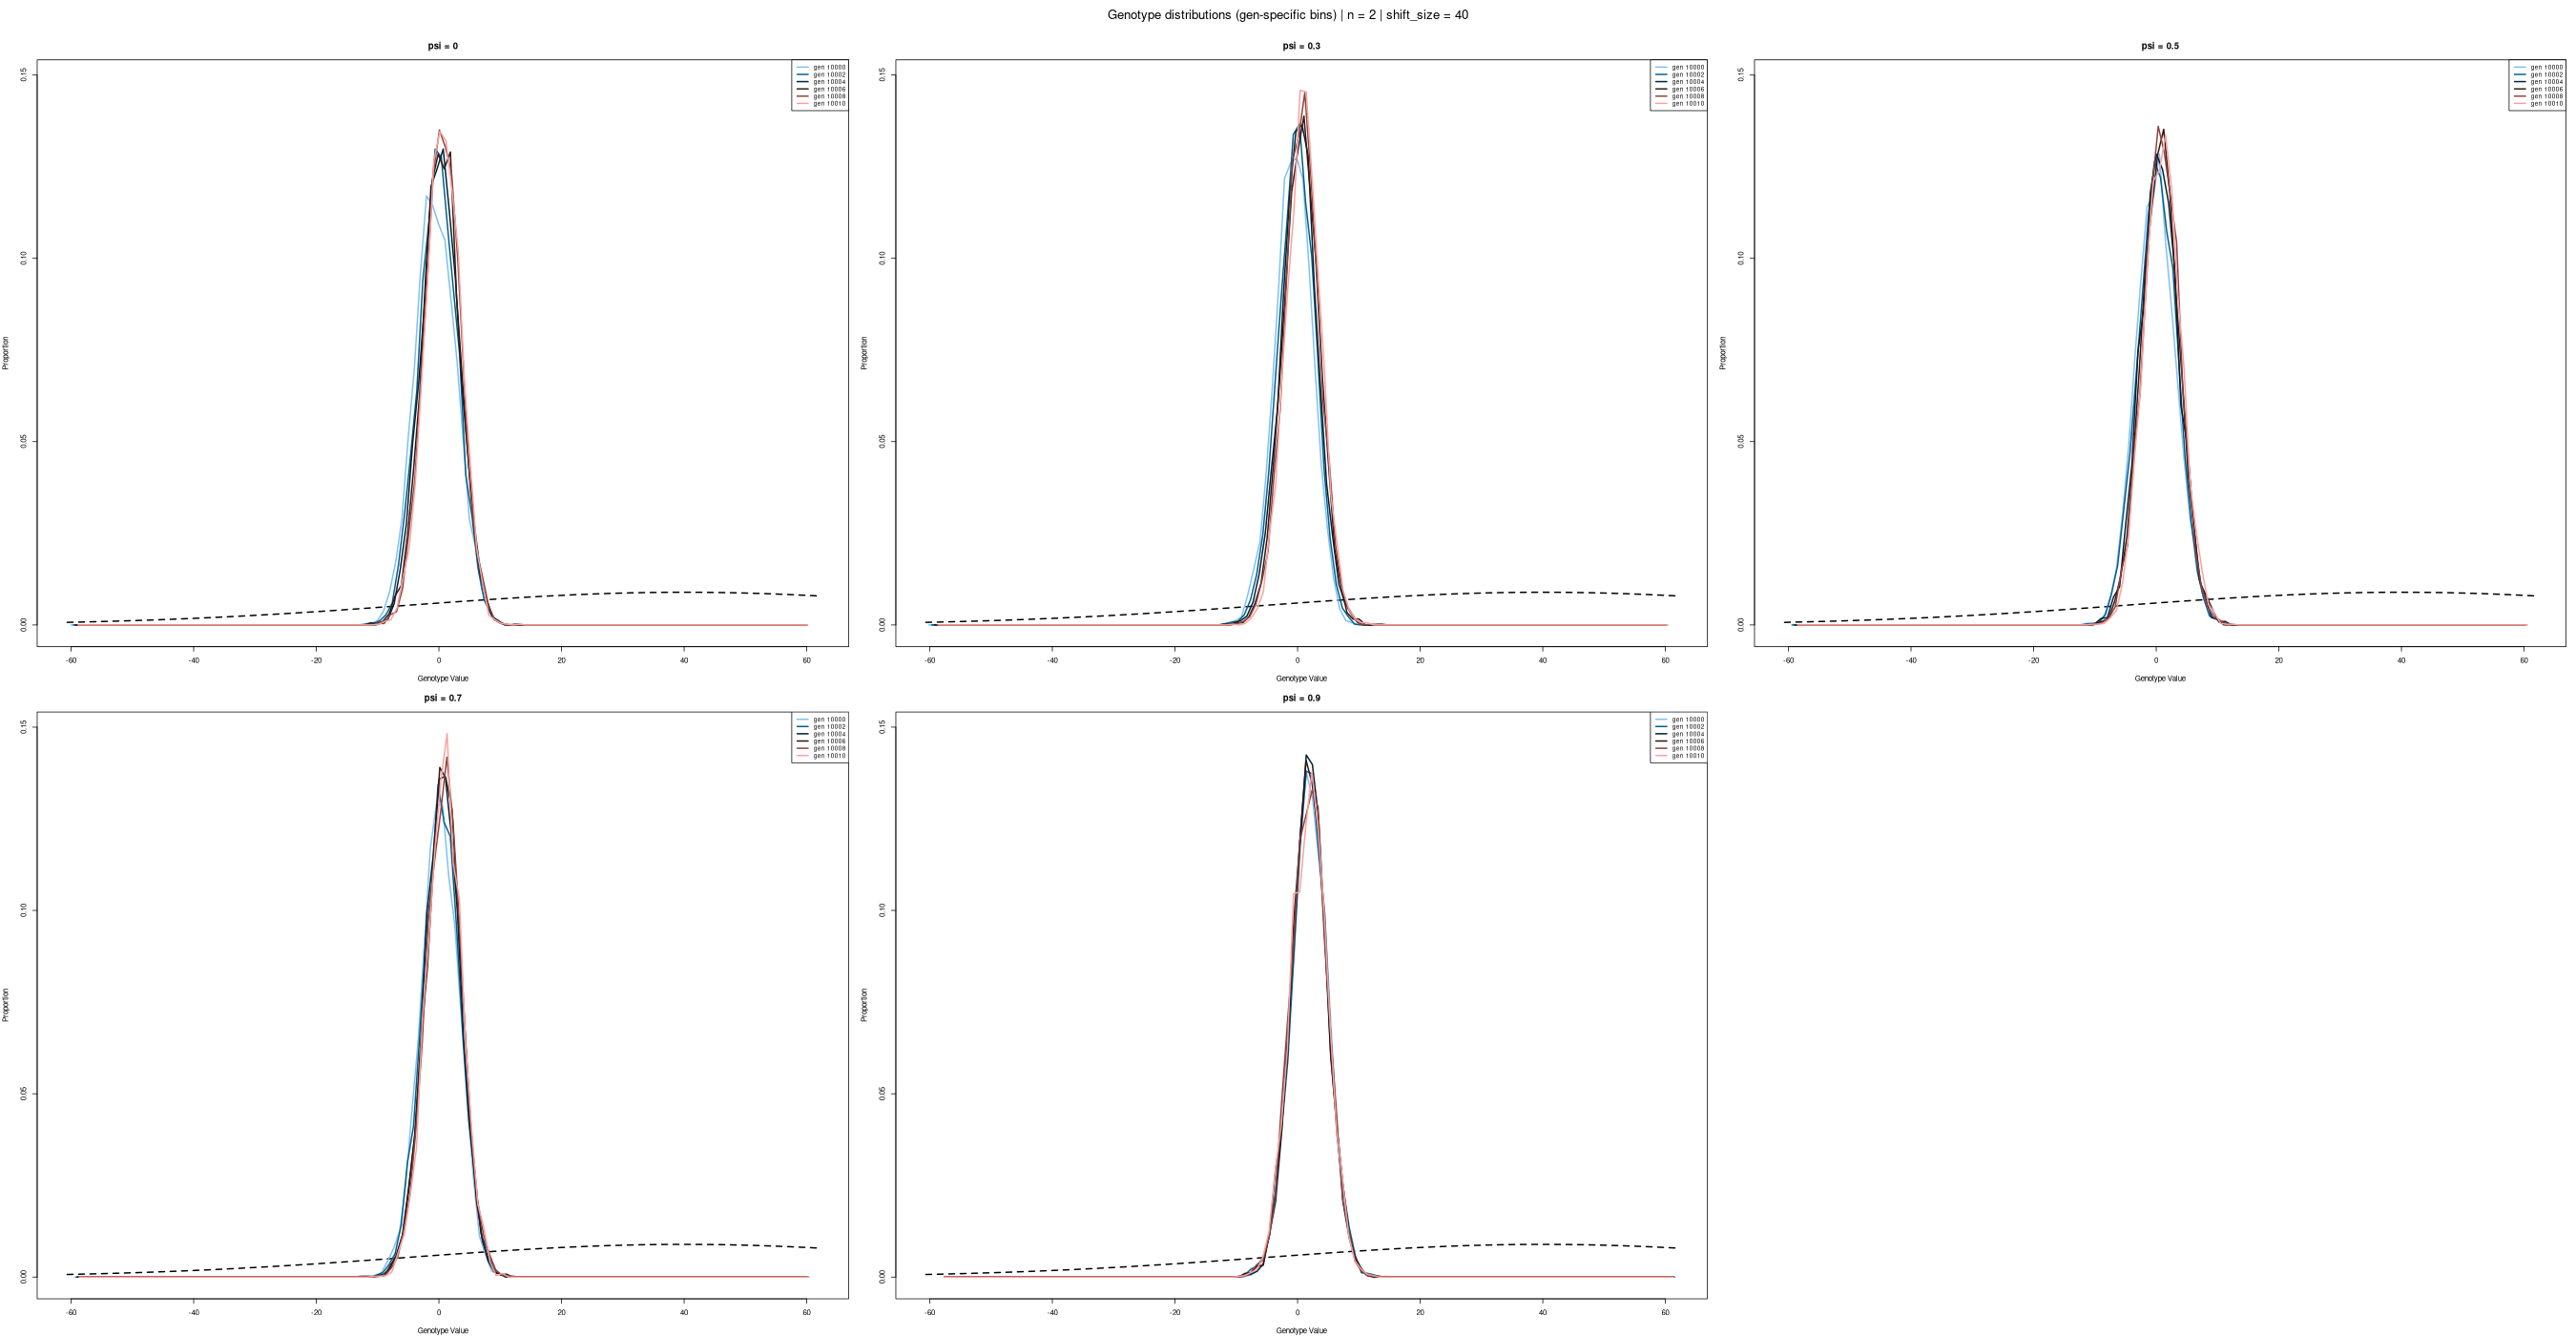 Genotype distributions (gen-specific bins) | n = 2 | shift_size = 40
psi = 0
0.15
0.10
0.05
0.00
Proportion
gen 10000
gen 10002
gen 10004
gen 10006
gen 10008
gen 10010
-60 -40 -20 0 20 40 60
Genotype Value
psi = 0.3
0.15
0.10
0.05
0.00
Proportion
gen 10000
gen 10002
gen 10004
gen 10006
gen 10008
gen 10010
-60 -40 -20 0 20 40 60
Genotype Value
psi = 0.5
0.15
0.10
0.05
0.00
Proportion
gen 10000
gen 10002
gen 10004
gen 10006
gen 10008
gen 10010
-60 -40 -20 0 20 40 60
Genotype Value
psi = 0.7
0.15
0.10
0.05
0.00
Proportion
gen 10000
gen 10002
gen 10004
gen 10006
gen 10008
gen 10010
-60 -40 -20 0 20 40 60
Genotype Value
psi = 0.9
0.15
0.10
0.05
0.00
Proportion
gen 10000
gen 10002
gen 10004
gen 10006
gen 10008
gen 10010
-60 -40 -20 0 20 40 60
Genotype Value